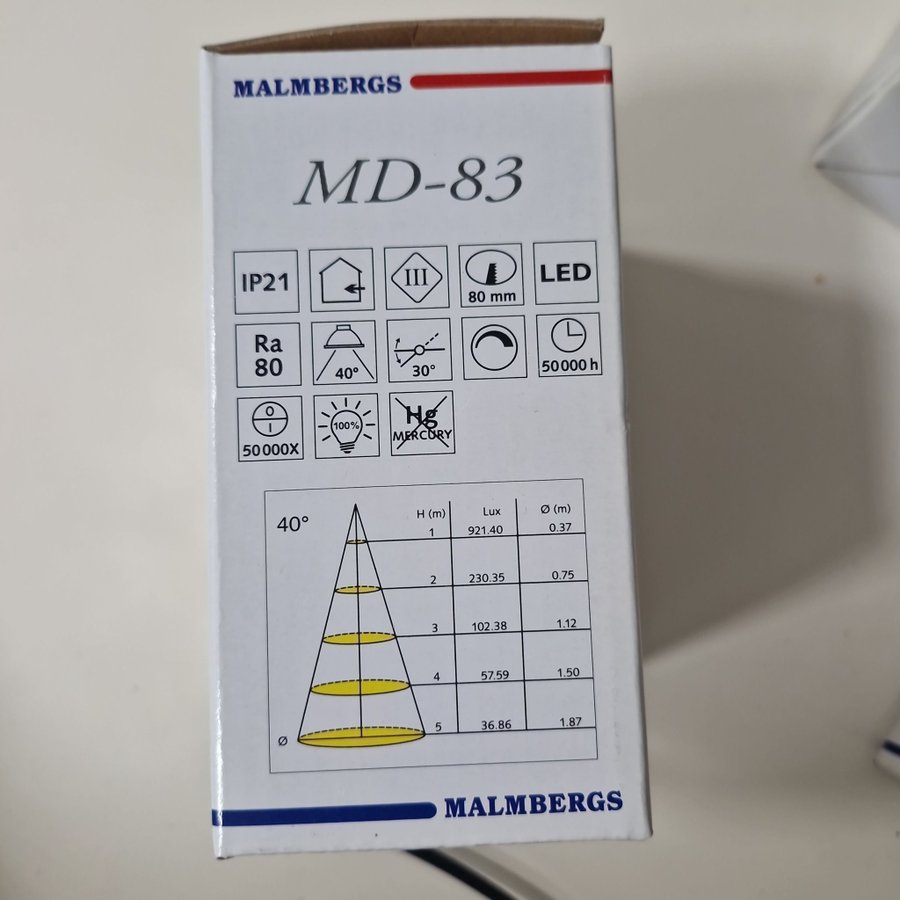 MALMBERGS
MD-83
IP21
III
80 mm
LED
Ra
80
40°
30°
50000 h
O
I
50000X
100%
Hg
MERCURY
40°
H (m) Lux Ø (m)
1 921.40 0.37
2 230.35 0.75
3 102.38 1.12
4 57.59 1.50
5 36.86 1.87
Ø
MALMBERGS